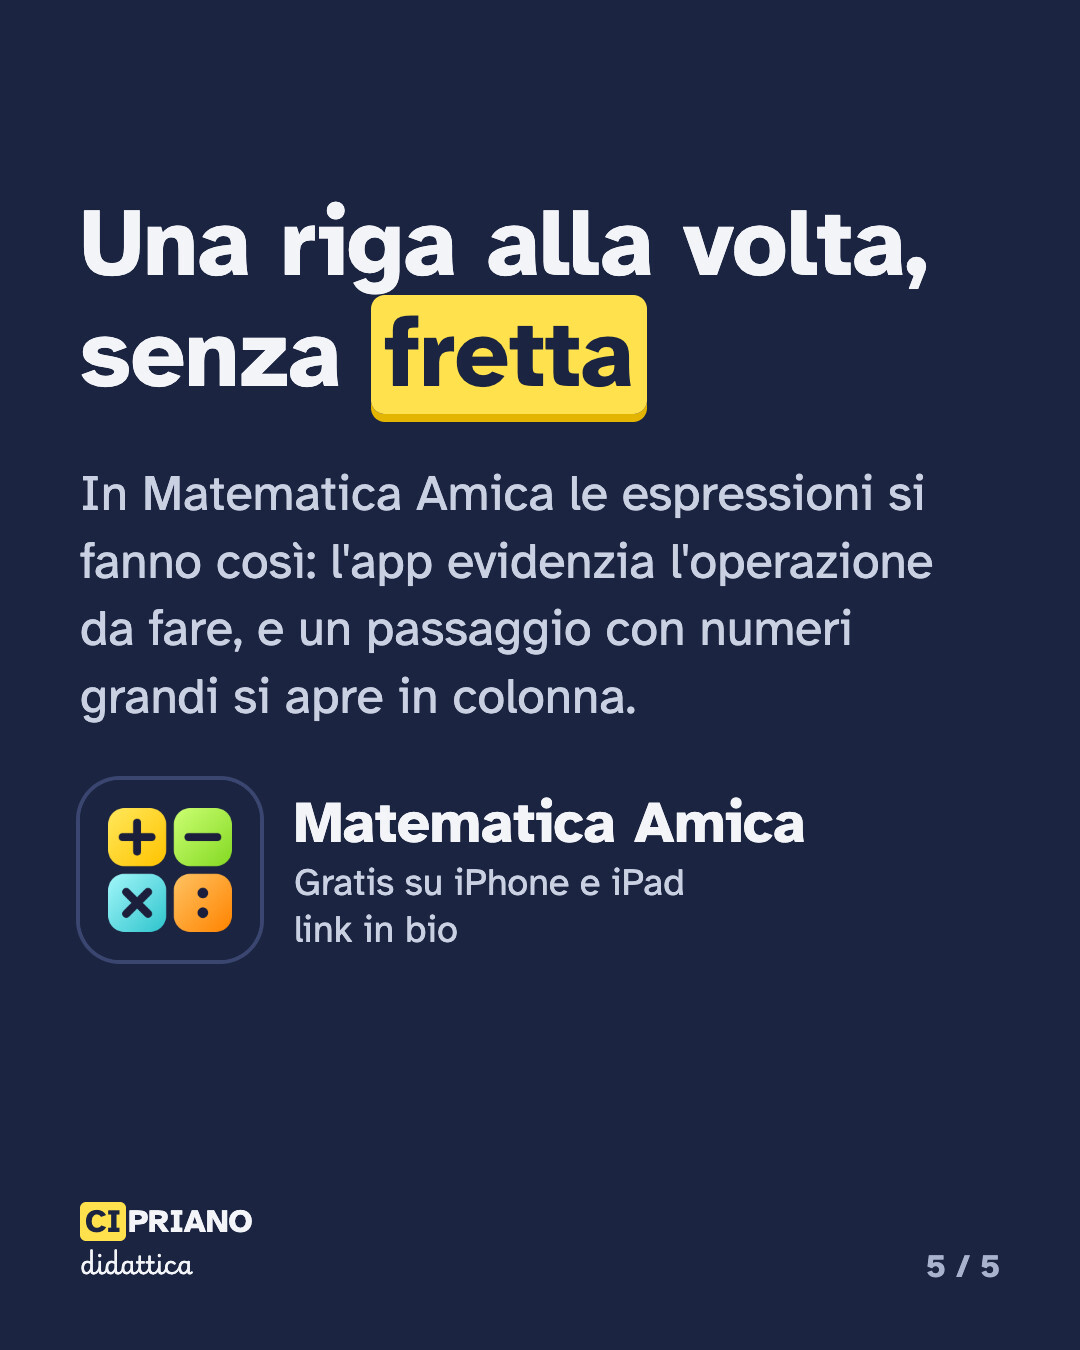 Una riga alla volta,
senza fretta
In Matematica Amica le espressioni si
fanno così: l'app evidenzia l'operazione
da fare, e un passaggio con numeri
grandi si apre in colonna.
+ −
× :
Matematica Amica
Gratis su iPhone e iPad
link in bio
CIPRIANO
didattica
5 / 5